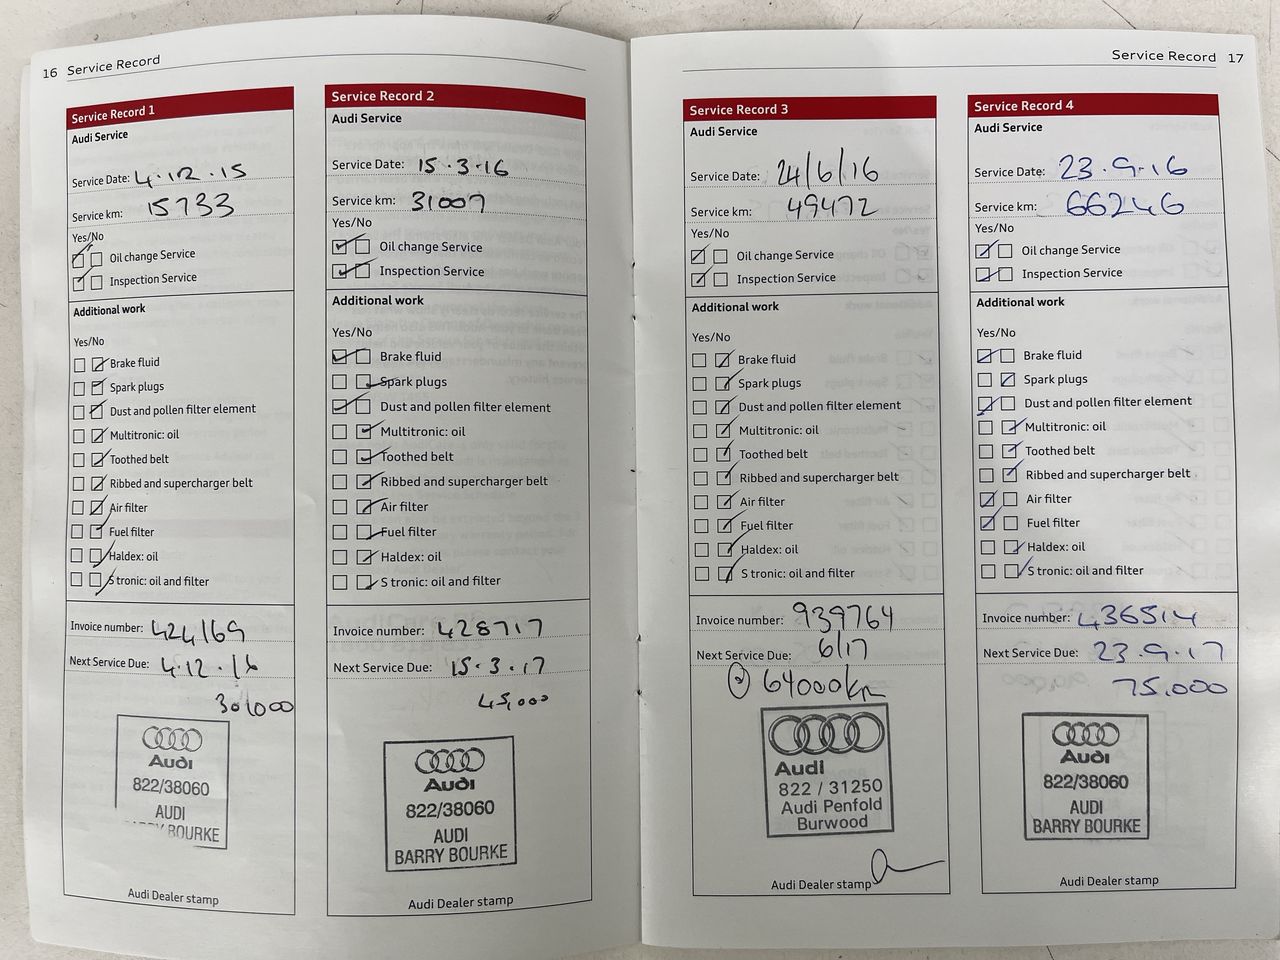 16 Service Record
Service Record 1
Audi Service
Service Date: 4.12.15
Service km: 15733
Yes/No
Oil change Service
Inspection Service
Additional work
Yes/No
Brake fluid
Spark plugs
Dust and pollen filter element
Multitronic: oil
Toothed belt
Ribbed and supercharger belt
Air filter
Fuel filter
Haldex: oil
S tronic: oil and filter
Invoice number: 424169
Next Service Due: 4.12.16
30,000
Audi
822/38060
AUDI
BARRY BOURKE
Audi Dealer stamp
Service Record 2
Audi Service
Service Date: 15.3.16
Service km: 31007
Yes/No
Oil change Service
Inspection Service
Additional work
Yes/No
Brake fluid
Spark plugs
Dust and pollen filter element
Multitronic: oil
Toothed belt
Ribbed and supercharger belt
Air filter
Fuel filter
Haldex: oil
S tronic: oil and filter
Invoice number: 428717
Next Service Due: 15.3.17
45,000
Audi
822/38060
AUDI
BARRY BOURKE
Audi Dealer stamp
Service Record 17
Service Record 3
Audi Service
Service Date: 24/6/16
Service km: 49472
Yes/No
Oil change Service
Inspection Service
Additional work
Yes/No
Brake fluid
Spark plugs
Dust and pollen filter element
Multitronic: oil
Toothed belt
Ribbed and supercharger belt
Air filter
Fuel filter
Haldex: oil
S tronic: oil and filter
Invoice number: 939764
Next Service Due: 6/17
64000km
Audi
822 / 31250
Audi Penfold
Burwood
Audi Dealer stamp
Service Record 4
Audi Service
Service Date: 23.9.16
Service km: 66246
Yes/No
Oil change Service
Inspection Service
Additional work
Yes/No
Brake fluid
Spark plugs
Dust and pollen filter element
Multitronic: oil
Toothed belt
Ribbed and supercharger belt
Air filter
Fuel filter
Haldex: oil
S tronic: oil and filter
Invoice number: 436514
Next Service Due: 23.9.17
75,000
Audi
822/38060
AUDI
BARRY BOURKE
Audi Dealer stamp